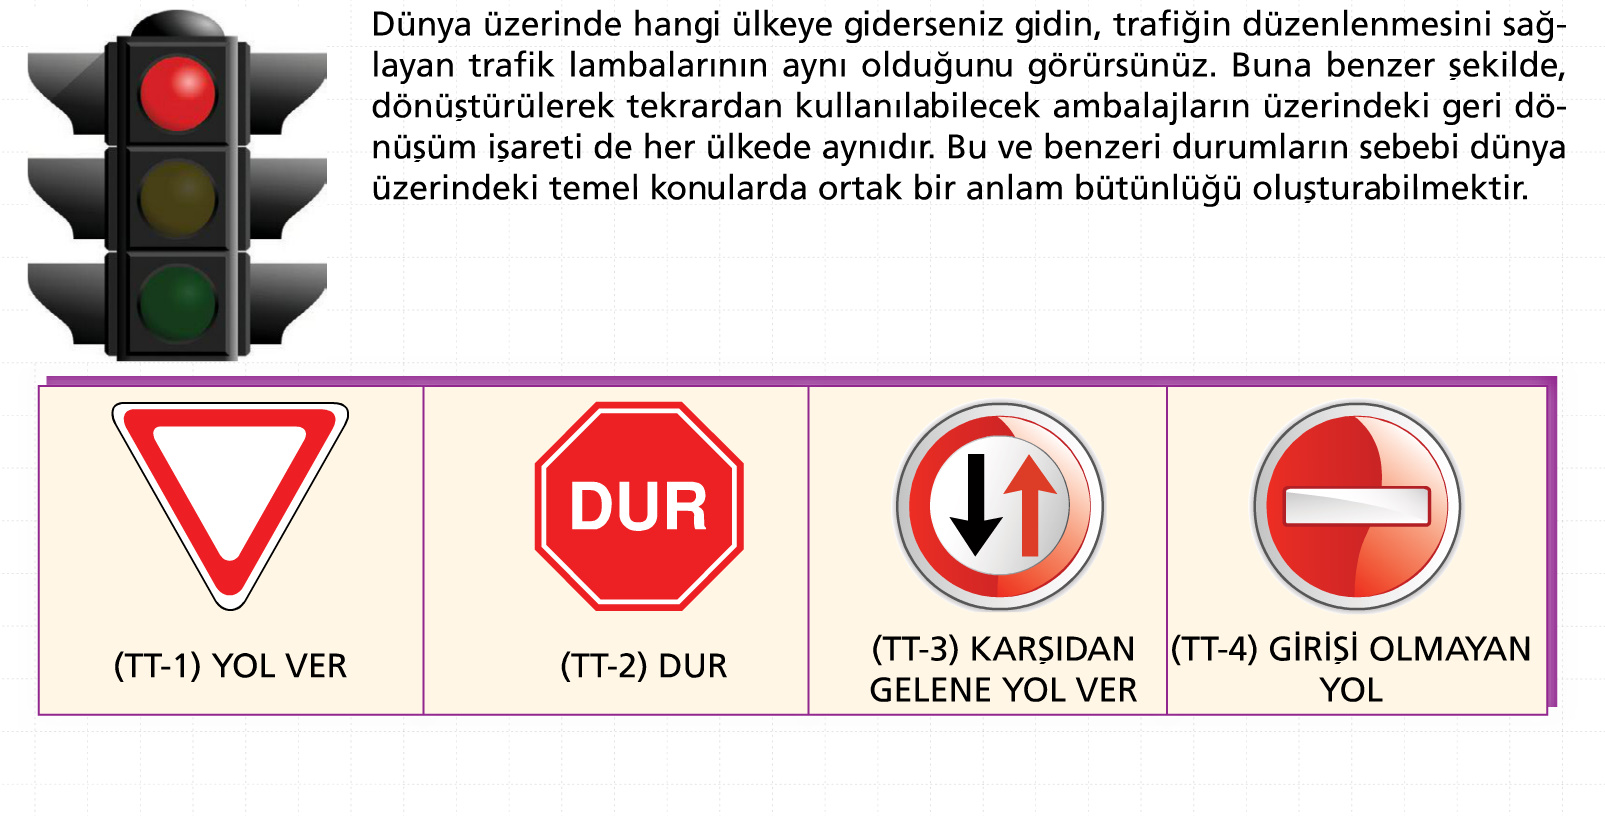 Dünya üzerinde hangi ülkeye giderseniz gidin, trafiğin düzenlenmesini sağ-
layan trafik lambalarının aynı olduğunu görürsünüz. Buna benzer şekilde,
dönüştürülerek tekrardan kullanılabilecek ambalajların üzerindeki geri dö-
nüşüm işareti de her ülkede aynıdır. Bu ve benzeri durumların sebebi dünya
üzerindeki temel konularda ortak bir anlam bütünlüğü oluşturabilmektir.
DUR
(TT-1) YOL VER
(TT-2) DUR
(TT-3) KARŞIDAN
GELENE YOL VER
(TT-4) GİRİŞİ OLMAYAN
YOL